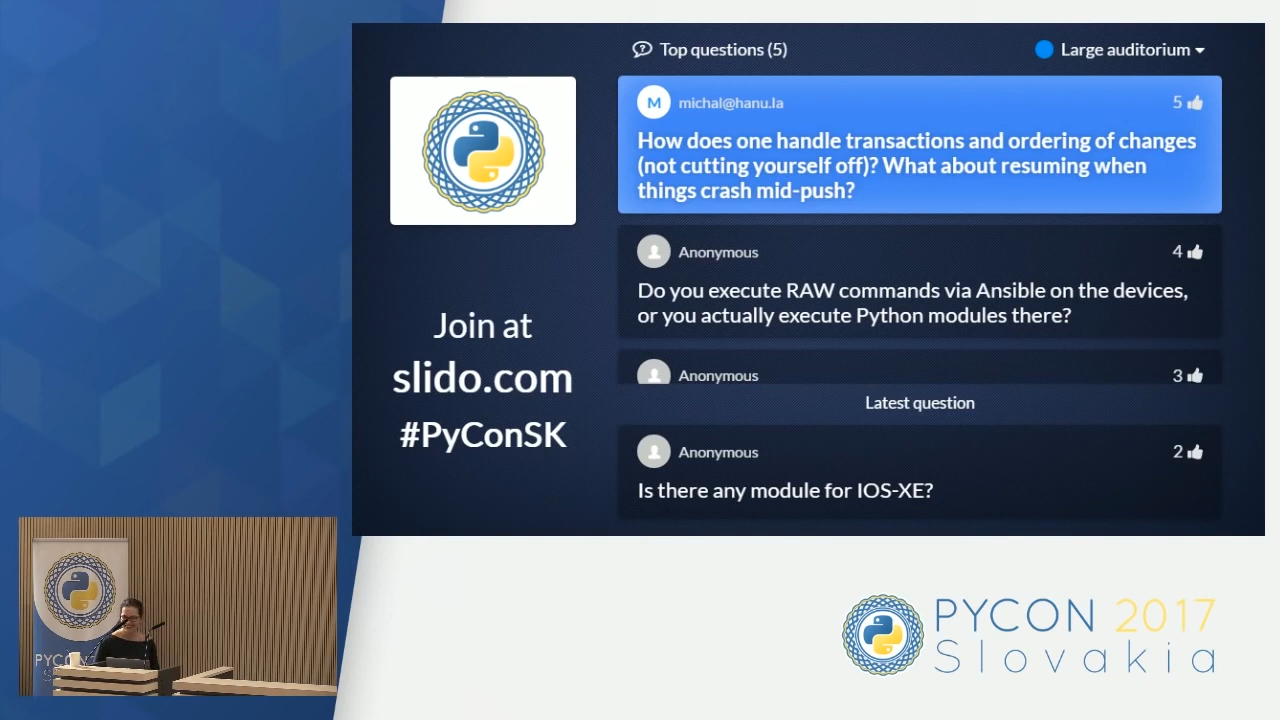 Top questions (5)
Large auditorium
M
michal@hanu.la
5
How does one handle transactions and ordering of changes
(not cutting yourself off)? What about resuming when
things crash mid-push?
Anonymous
4
Do you execute RAW commands via Ansible on the devices,
or you actually execute Python modules there?
Anonymous
3
Latest question
Anonymous
2
Is there any module for IOS-XE?
Join at
slido.com
#PyConSK
PYCON 2017
Slovakia